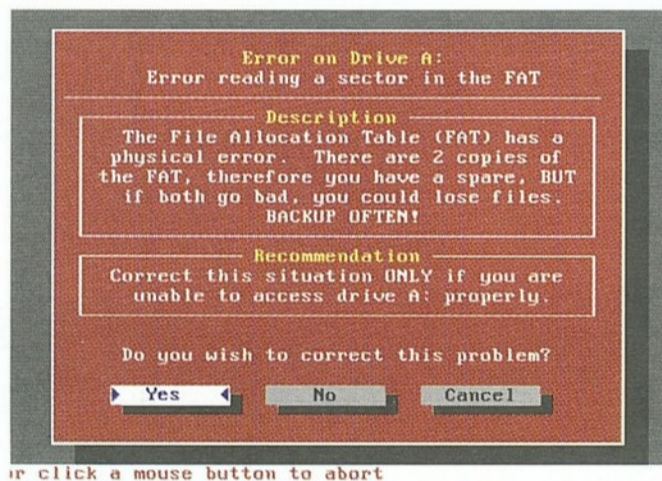 Error on Drive A:
Error reading a sector in the FAT
Description
The File Allocation Table (FAT) has a
physical error. There are 2 copies of
the FAT, therefore you have a spare, BUT
if both go bad, you could lose files.
BACKUP OFTEN!
Recommendation
Correct this situation ONLY if you are
unable to access drive A: properly.
Do you wish to correct this problem?
Yes No Cancel
r click a mouse button to abort